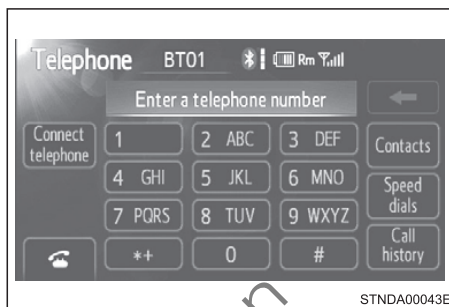 Telephone BT01 Rm
Enter a telephone number
Connect telephone
1
2 ABC
3 DEF
Contacts
4 GHI
5 JKL
6 MNO
Speed dials
7 PQRS
8 TUV
9 WXYZ
Call history
*+
0
#
STNDA00043E